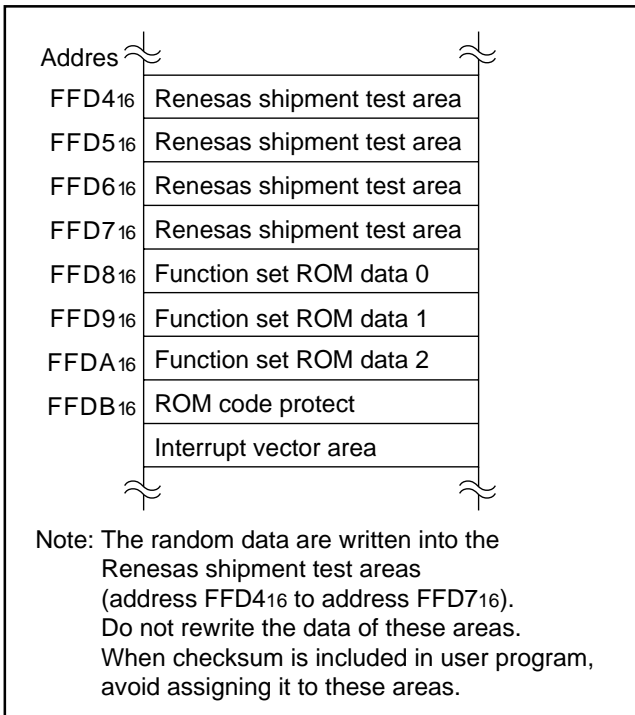 Addres
FFD416 Renesas shipment test area
FFD516 Renesas shipment test area
FFD616 Renesas shipment test area
FFD716 Renesas shipment test area
FFD816 Function set ROM data 0
FFD916 Function set ROM data 1
FFDA16 Function set ROM data 2
FFDB16 ROM code protect
Interrupt vector area
Note: The random data are written into the
Renesas shipment test areas
(address FFD416 to address FFD716).
Do not rewrite the data of these areas.
When checksum is included in user program,
avoid assigning it to these areas.